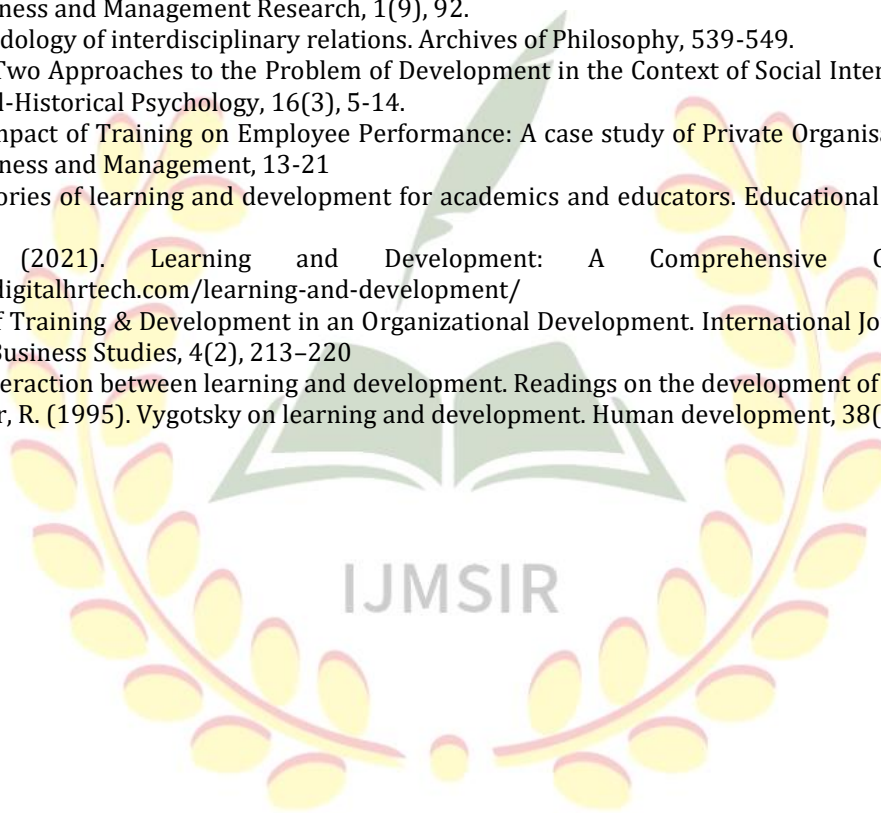 ness and Management Research, 1(9), 92.
dology of interdisciplinary relations. Archives of Philosophy, 539-549.
Two Approaches to the Problem of Development in the Context of Social Inter
l-Historical Psychology, 16(3), 5-14.
mpact of Training on Employee Performance: A case study of Private Organisa
ness and Management, 13-21
ories of learning and development for academics and educators. Educational
(2021). Learning and Development: A Comprehensive
digitalhrtech.com/learning-and-development/
f Training & Development in an Organizational Development. International Jo
Business Studies, 4(2), 213–220
eraction between learning and development. Readings on the development of
r, R. (1995). Vygotsky on learning and development. Human development, 38(
IJMSIR